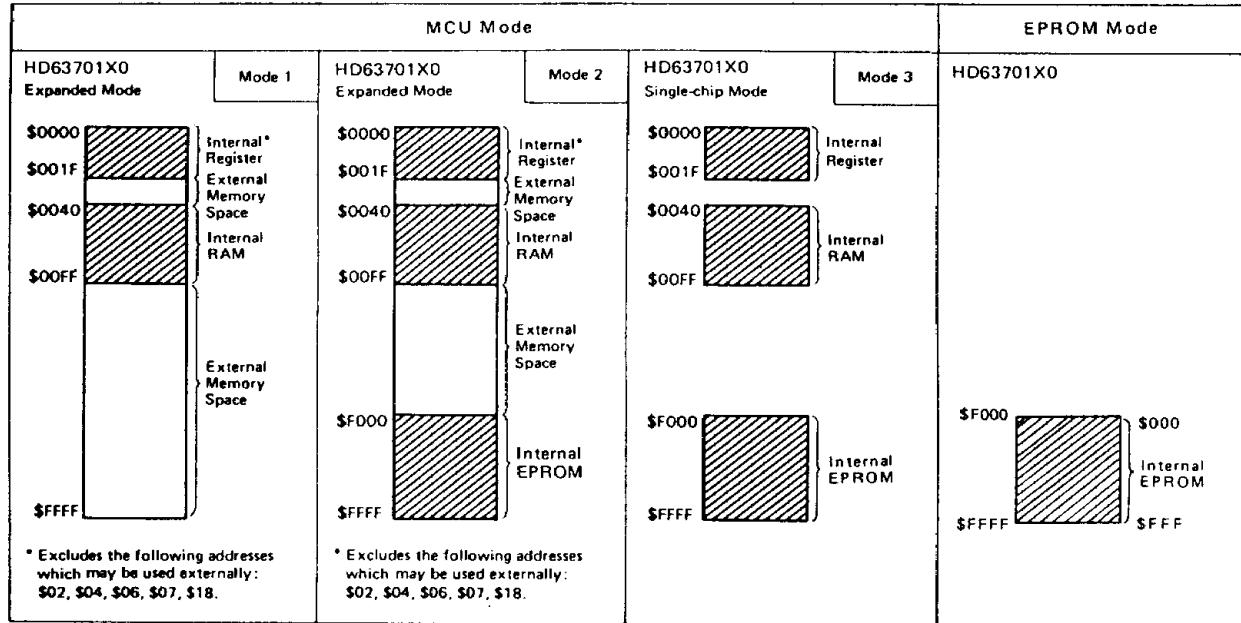 MCU Mode
EPROM Mode
HD63701X0
Expanded Mode
Mode 1
$0000
Internal*
Register
$001F
External
Memory
Space
$0040
Internal
RAM
$00FF
External
Memory
Space
$FFFF
* Excludes the following addresses
which may be used externally:
$02, $04, $06, $07, $18.
HD63701X0
Expanded Mode
Mode 2
$0000
Internal*
Register
$001F
External
Memory
Space
$0040
Internal
RAM
$00FF
External
Memory
Space
$F000
Internal
EPROM
$FFFF
* Excludes the following addresses
which may be used externally:
$02, $04, $06, $07, $18.
HD63701X0
Single-chip Mode
Mode 3
$0000
Internal
Register
$001F
$0040
Internal
RAM
$00FF
$F000
Internal
EPROM
$FFFF
HD63701X0
$F000
$000
Internal
EPROM
$FFFF
$FFF